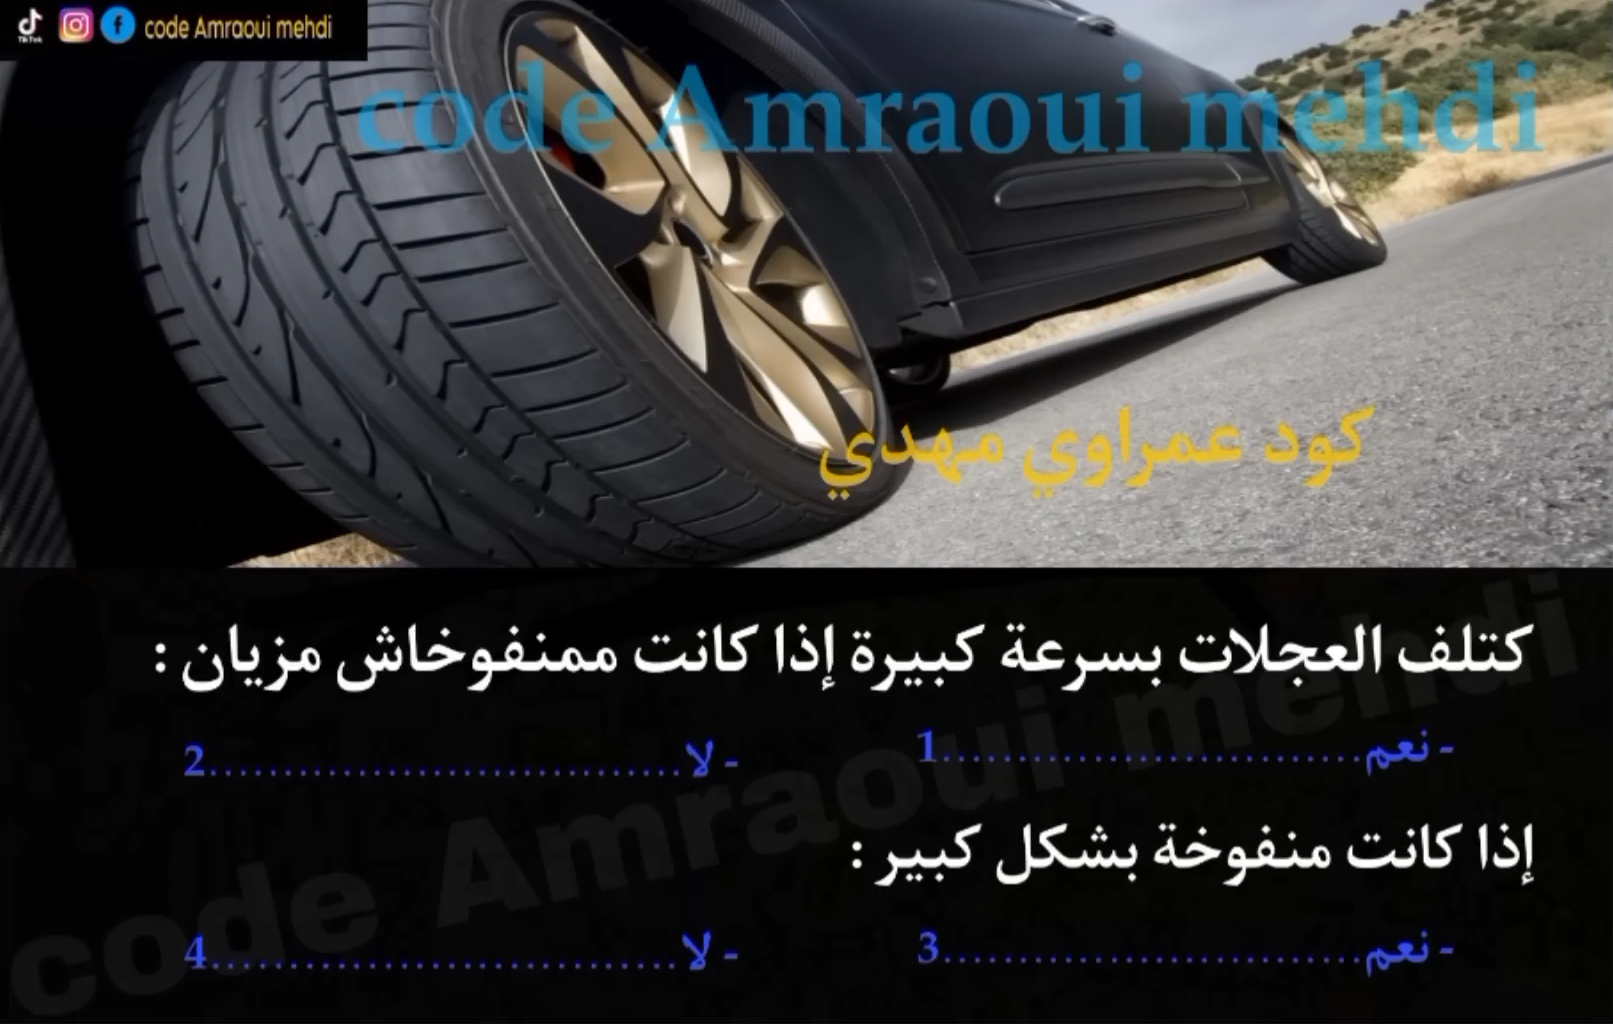 code Amraoui mehdi
code Amraoui mehdi
كود عمراوي مهدي
كتلف العجلات بسرعة كبيرة إذا كانت ممنفوخاش مزيان :
- نعم............................1 - لا................................2
إذا كانت منفوخة بشكل كبير :
- نعم............................3 - لا................................4
code Amraoui mehdi